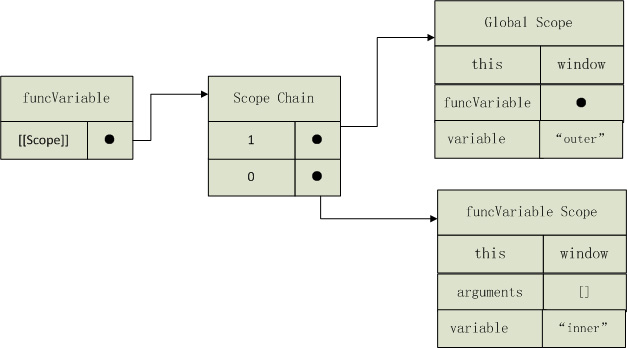 funcVariable
[[Scope]]
Scope Chain
1
0
Global Scope
this window
funcVariable
variable “outer”
funcVariable Scope
this window
arguments []
variable “inner”